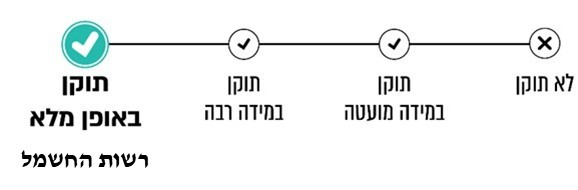 לא תוקן
תוקן
במידה מועטה
תוקן
במידה רבה
תוקן
באופן מלא
רשות החשמל